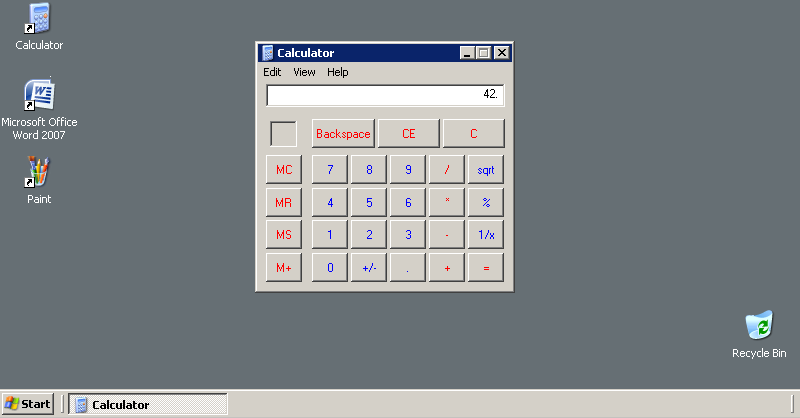 Calculator
Microsoft Office
Word 2007
Paint
Calculator
Edit View Help
42.
Backspace CE C
MC 7 8 9 / sqrt
MR 4 5 6 * %
MS 1 2 3 - 1/x
M+ 0 +/- . + =
Recycle Bin
Start Calculator